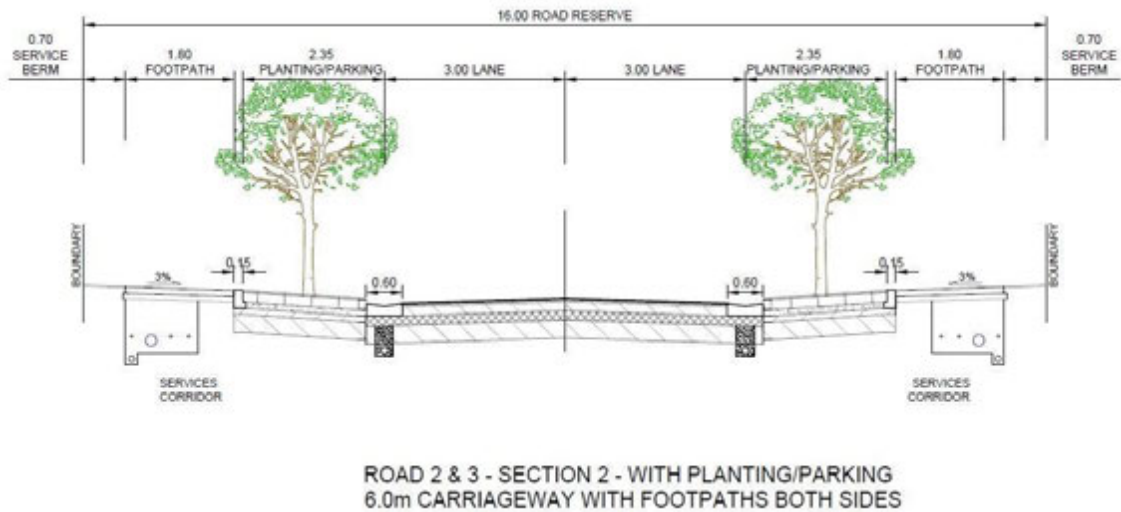 16.00 ROAD RESERVE
0.70
SERVICE
BERM
1.80
FOOTPATH
2.35
PLANTING/PARKING
3.00 LANE
3.00 LANE
2.35
PLANTING/PARKING
1.80
FOOTPATH
0.70
SERVICE
BERM
BOUNDARY
3%
0.15
0.60
0.60
0.15
3%
BOUNDARY
SERVICES
CORRIDOR
SERVICES
CORRIDOR
ROAD 2 & 3 - SECTION 2 - WITH PLANTING/PARKING
6.0m CARRIAGEWAY WITH FOOTPATHS BOTH SIDES